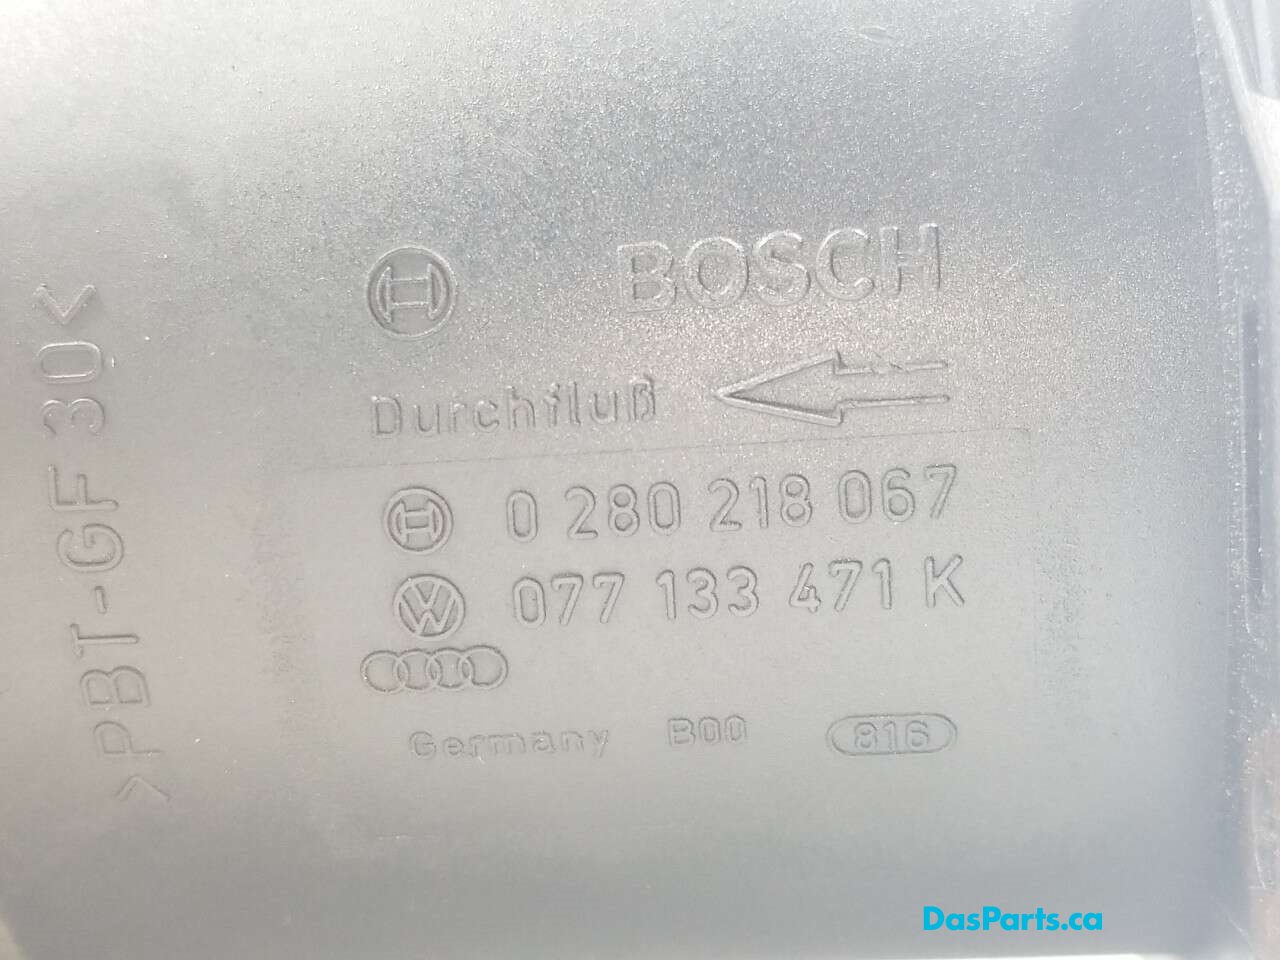 BOSCH
Durchfluß
0 280 218 067
077 133 471 K
Germany B00 816
>PBT-GF 30<
DasParts.ca